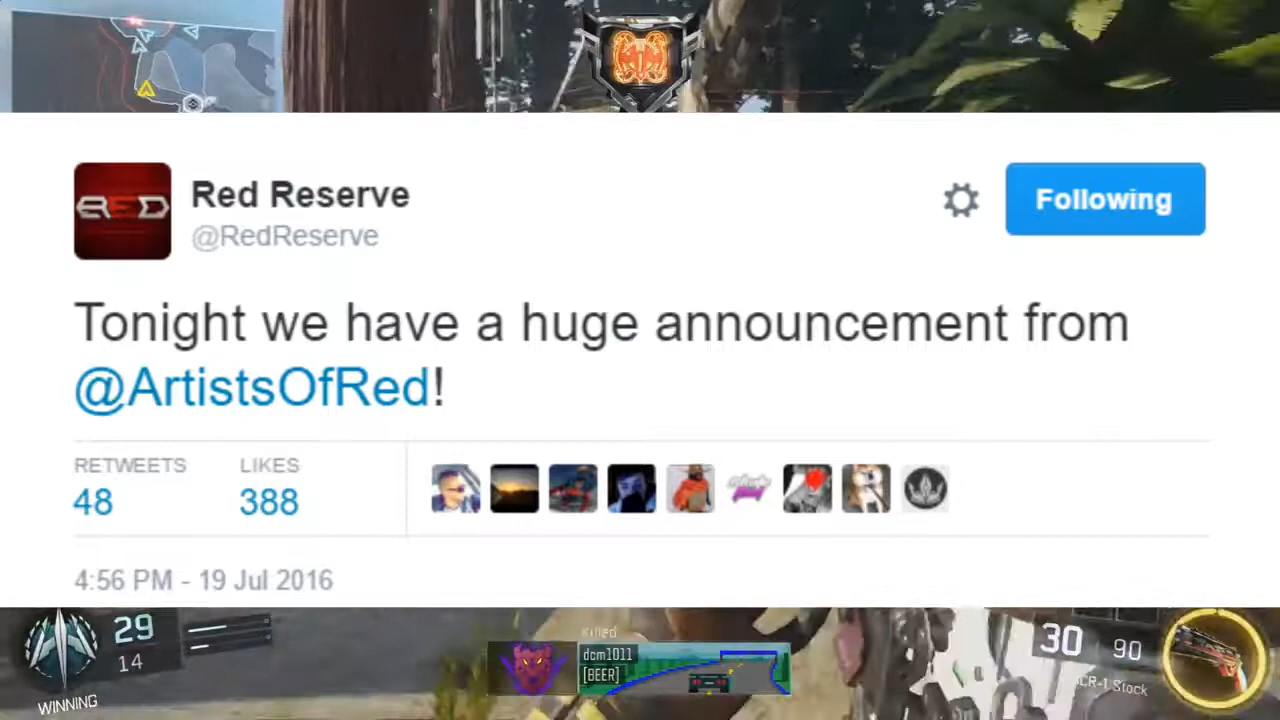 RED
Red Reserve
@RedReserve
Following
Tonight we have a huge announcement from
@ArtistsOfRed!
RETWEETS
LIKES
48
388
4:56 PM - 19 Jul 2016
29
14
WINNING
Killed
dcm1011
[BEER]
30
90
Stock